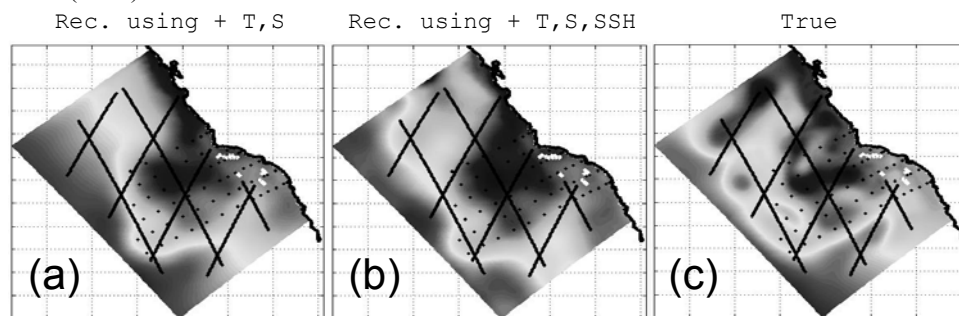 Rec. using + T,S Rec. using + T,S,SSH True
(a) (b) (c)